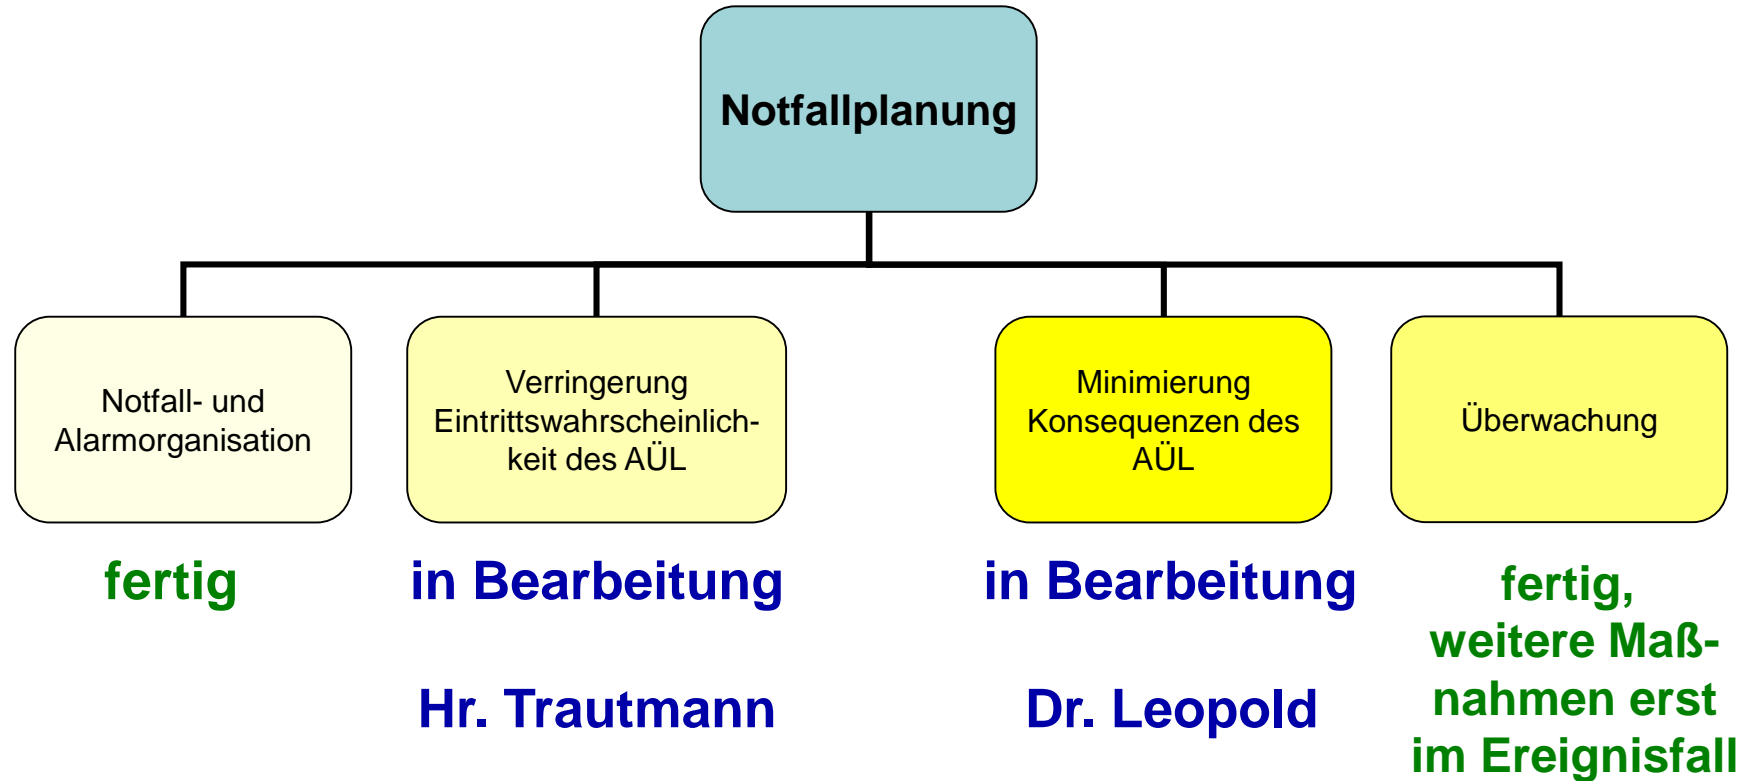 Notfallplanung
Notfall- und
Alarmorganisation
Verringerung
Eintrittswahrscheinlich-
keit des AÜL
Minimierung
Konsequenzen des
AÜL
Überwachung
fertig
in Bearbeitung
Hr. Trautmann
in Bearbeitung
Dr. Leopold
fertig,
weitere Maß-
nahmen erst
im Ereignisfall